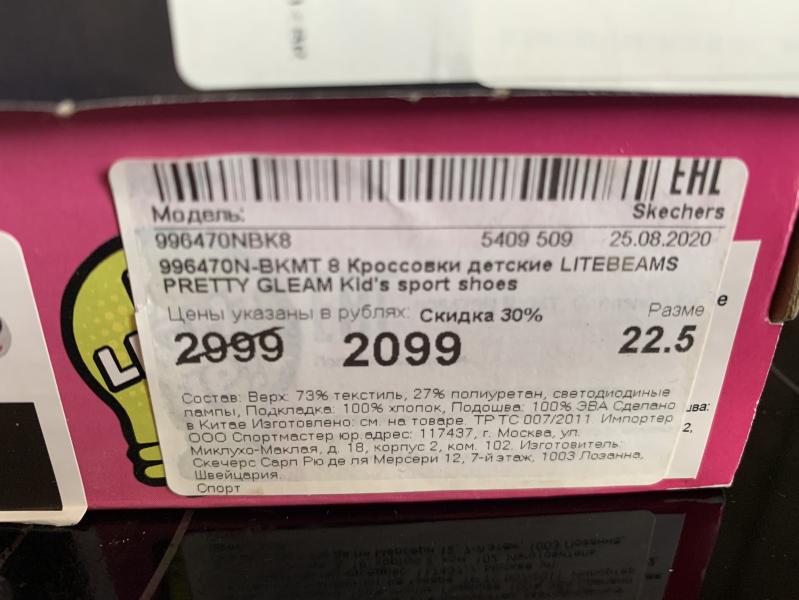 EAC
Модель:
Skechers
996470NBK8 5409 509 25.08.2020
996470N-BKMT 8 Кроссовки детские LITEBEAMS
PRETTY GLEAM Kid's sport shoes
Цены указаны в рублях: Скидка 30% Разме
2999 2099 22.5
Состав: Верх: 73% текстиль, 27% полиуретан, светодиодиные
лампы, Подкладка: 100% хлопок, Подошва: 100% ЭВА Сделано
в Китае Изготовлено: см. на товаре. ТР ТС 007/2011. Импортер
ООО Спортмастер юр.адрес: 117437, г. Москва, ул.
Миклухо-Маклая, д. 18, корпус 2, ком. 102. Изготовитель:
Скечерс Сарл Рю де ля Мерсери 12, 7-й этаж, 1003 Лозанна,
Швейцария.
Спорт